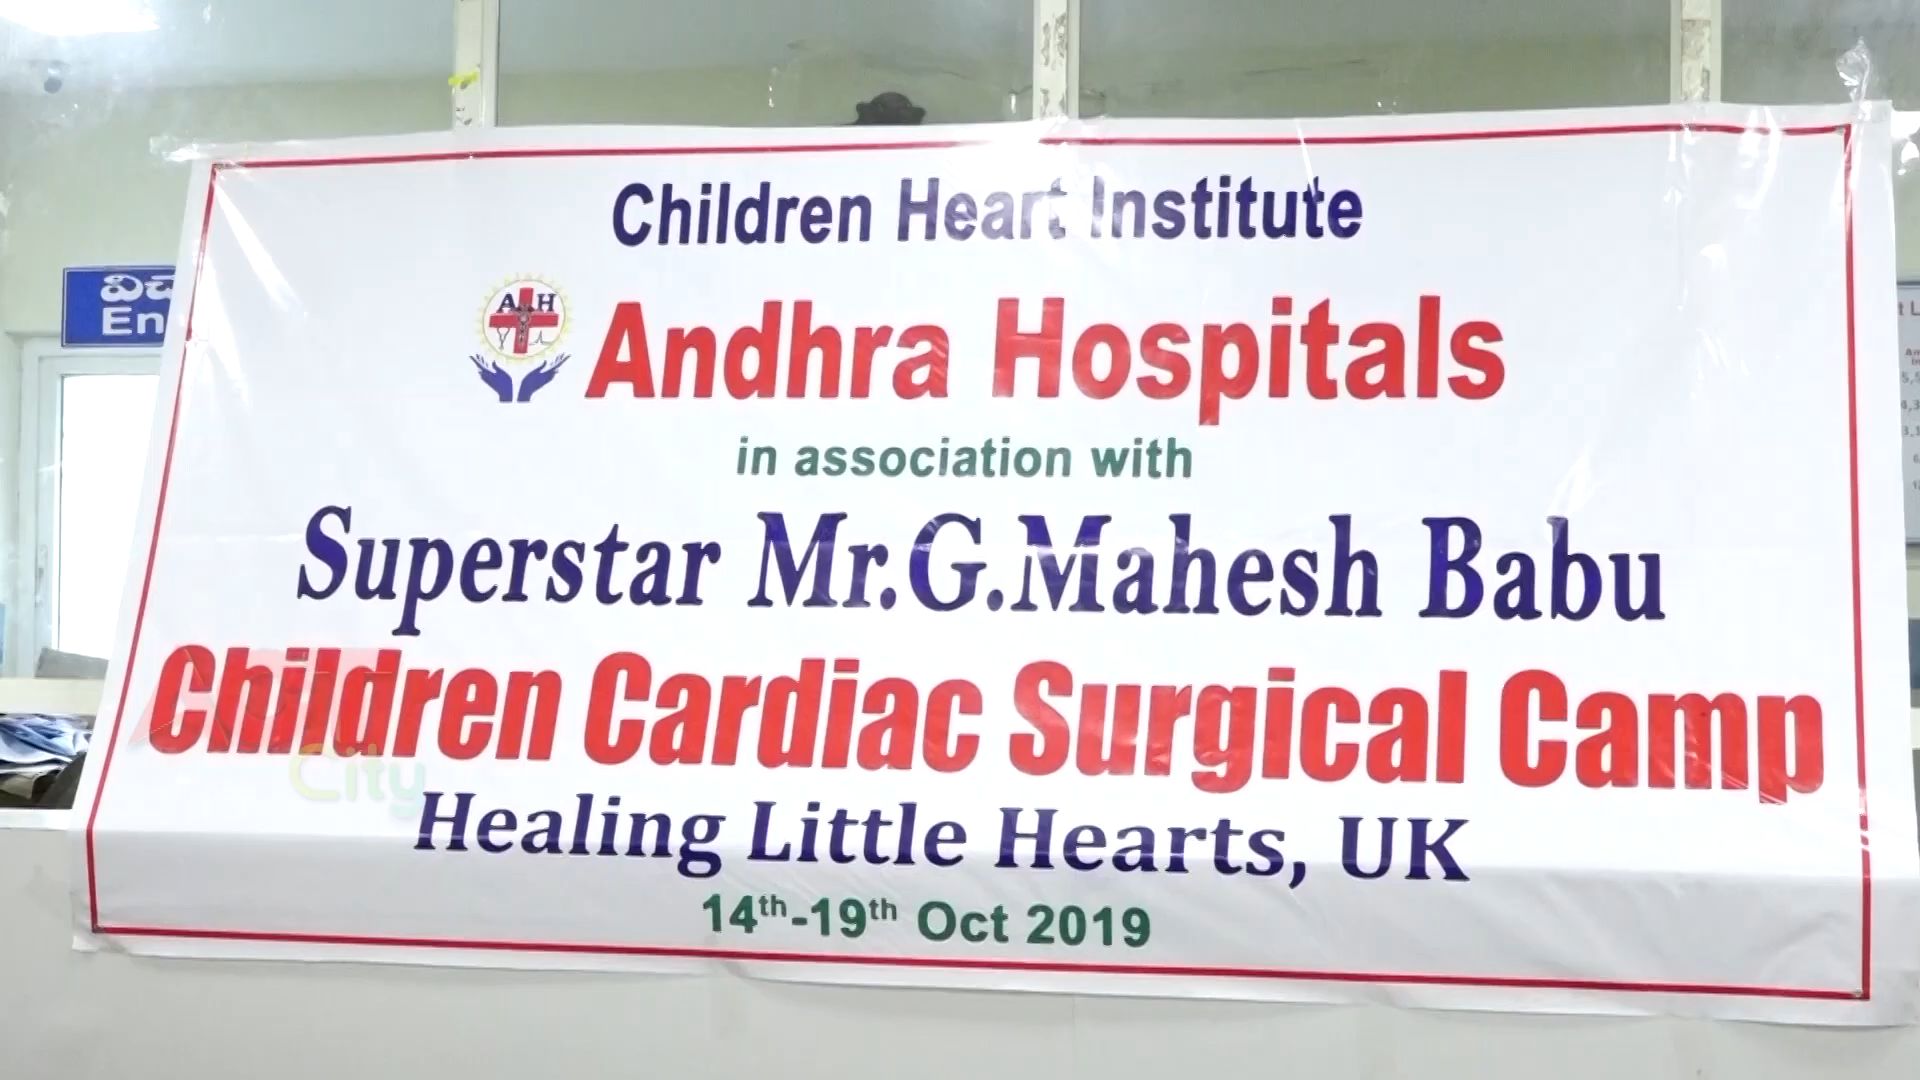 Children Heart Institute
A H
Andhra Hospitals
in association with
Superstar Mr.G.Mahesh Babu
Children Cardiac Surgical Camp
Healing Little Hearts, UK
14th-19th Oct 2019
City